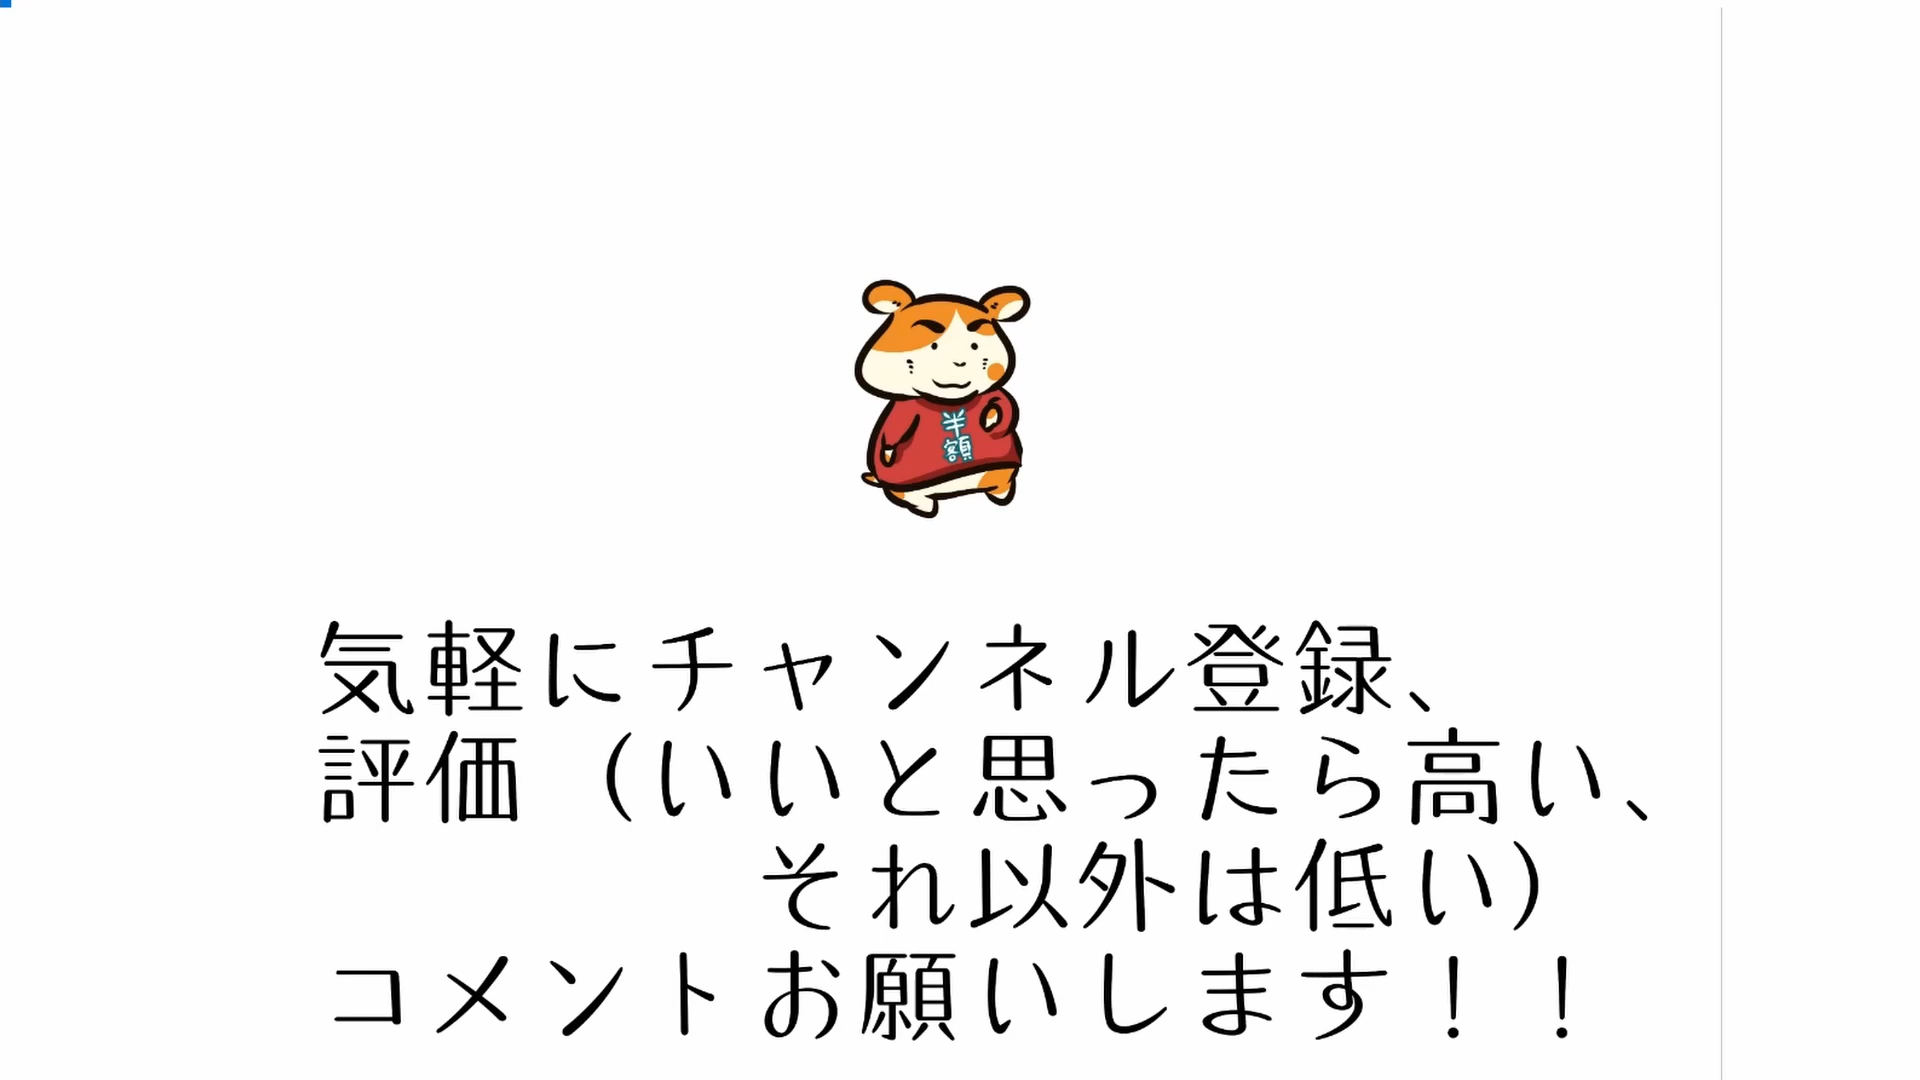 半額
気軽にチャンネル登録、
評価（いいと思ったら高い、
それ以外は低い）
コメントお願いします！！